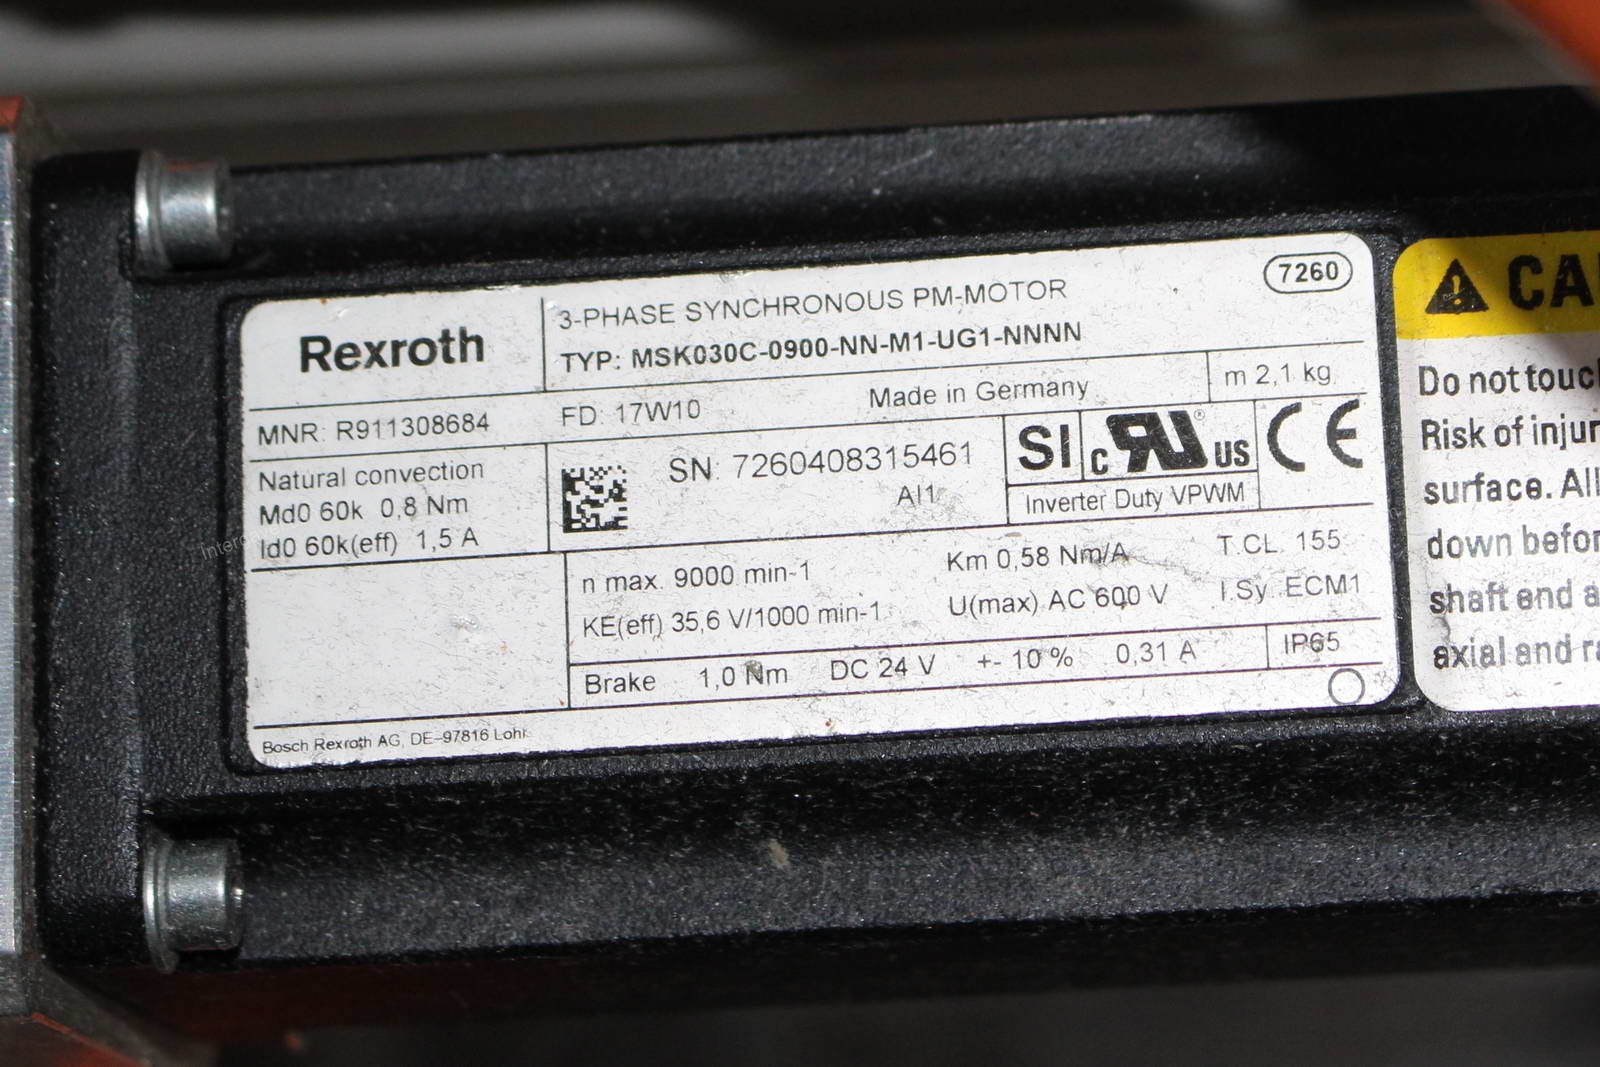 7260
Rexroth
3-PHASE SYNCHRONOUS PM-MOTOR
TYP: MSK030C-0900-NN-M1-UG1-NNNN
MNR: R911308684
FD: 17W10
Made in Germany
m 2,1 kg
Natural convection
Md0 60k 0,8 Nm
Id0 60k(eff) 1,5 A
SN: 7260408315461
AI1
SI
c RU® US
CE
Inverter Duty VPWM
n max. 9000 min-1
Km 0,58 Nm/A
T.CL. 155
KE(eff) 35,6 V/1000 min-1
U(max) AC 600 V
I.Sy. ECM1
Brake 1,0 Nm DC 24 V +- 10 % 0,31 A
IP65
Bosch Rexroth AG, DE-97816 Lohr
CA
Do not touc
Risk of injur
surface. All
down befor
shaft end a
axial and ra